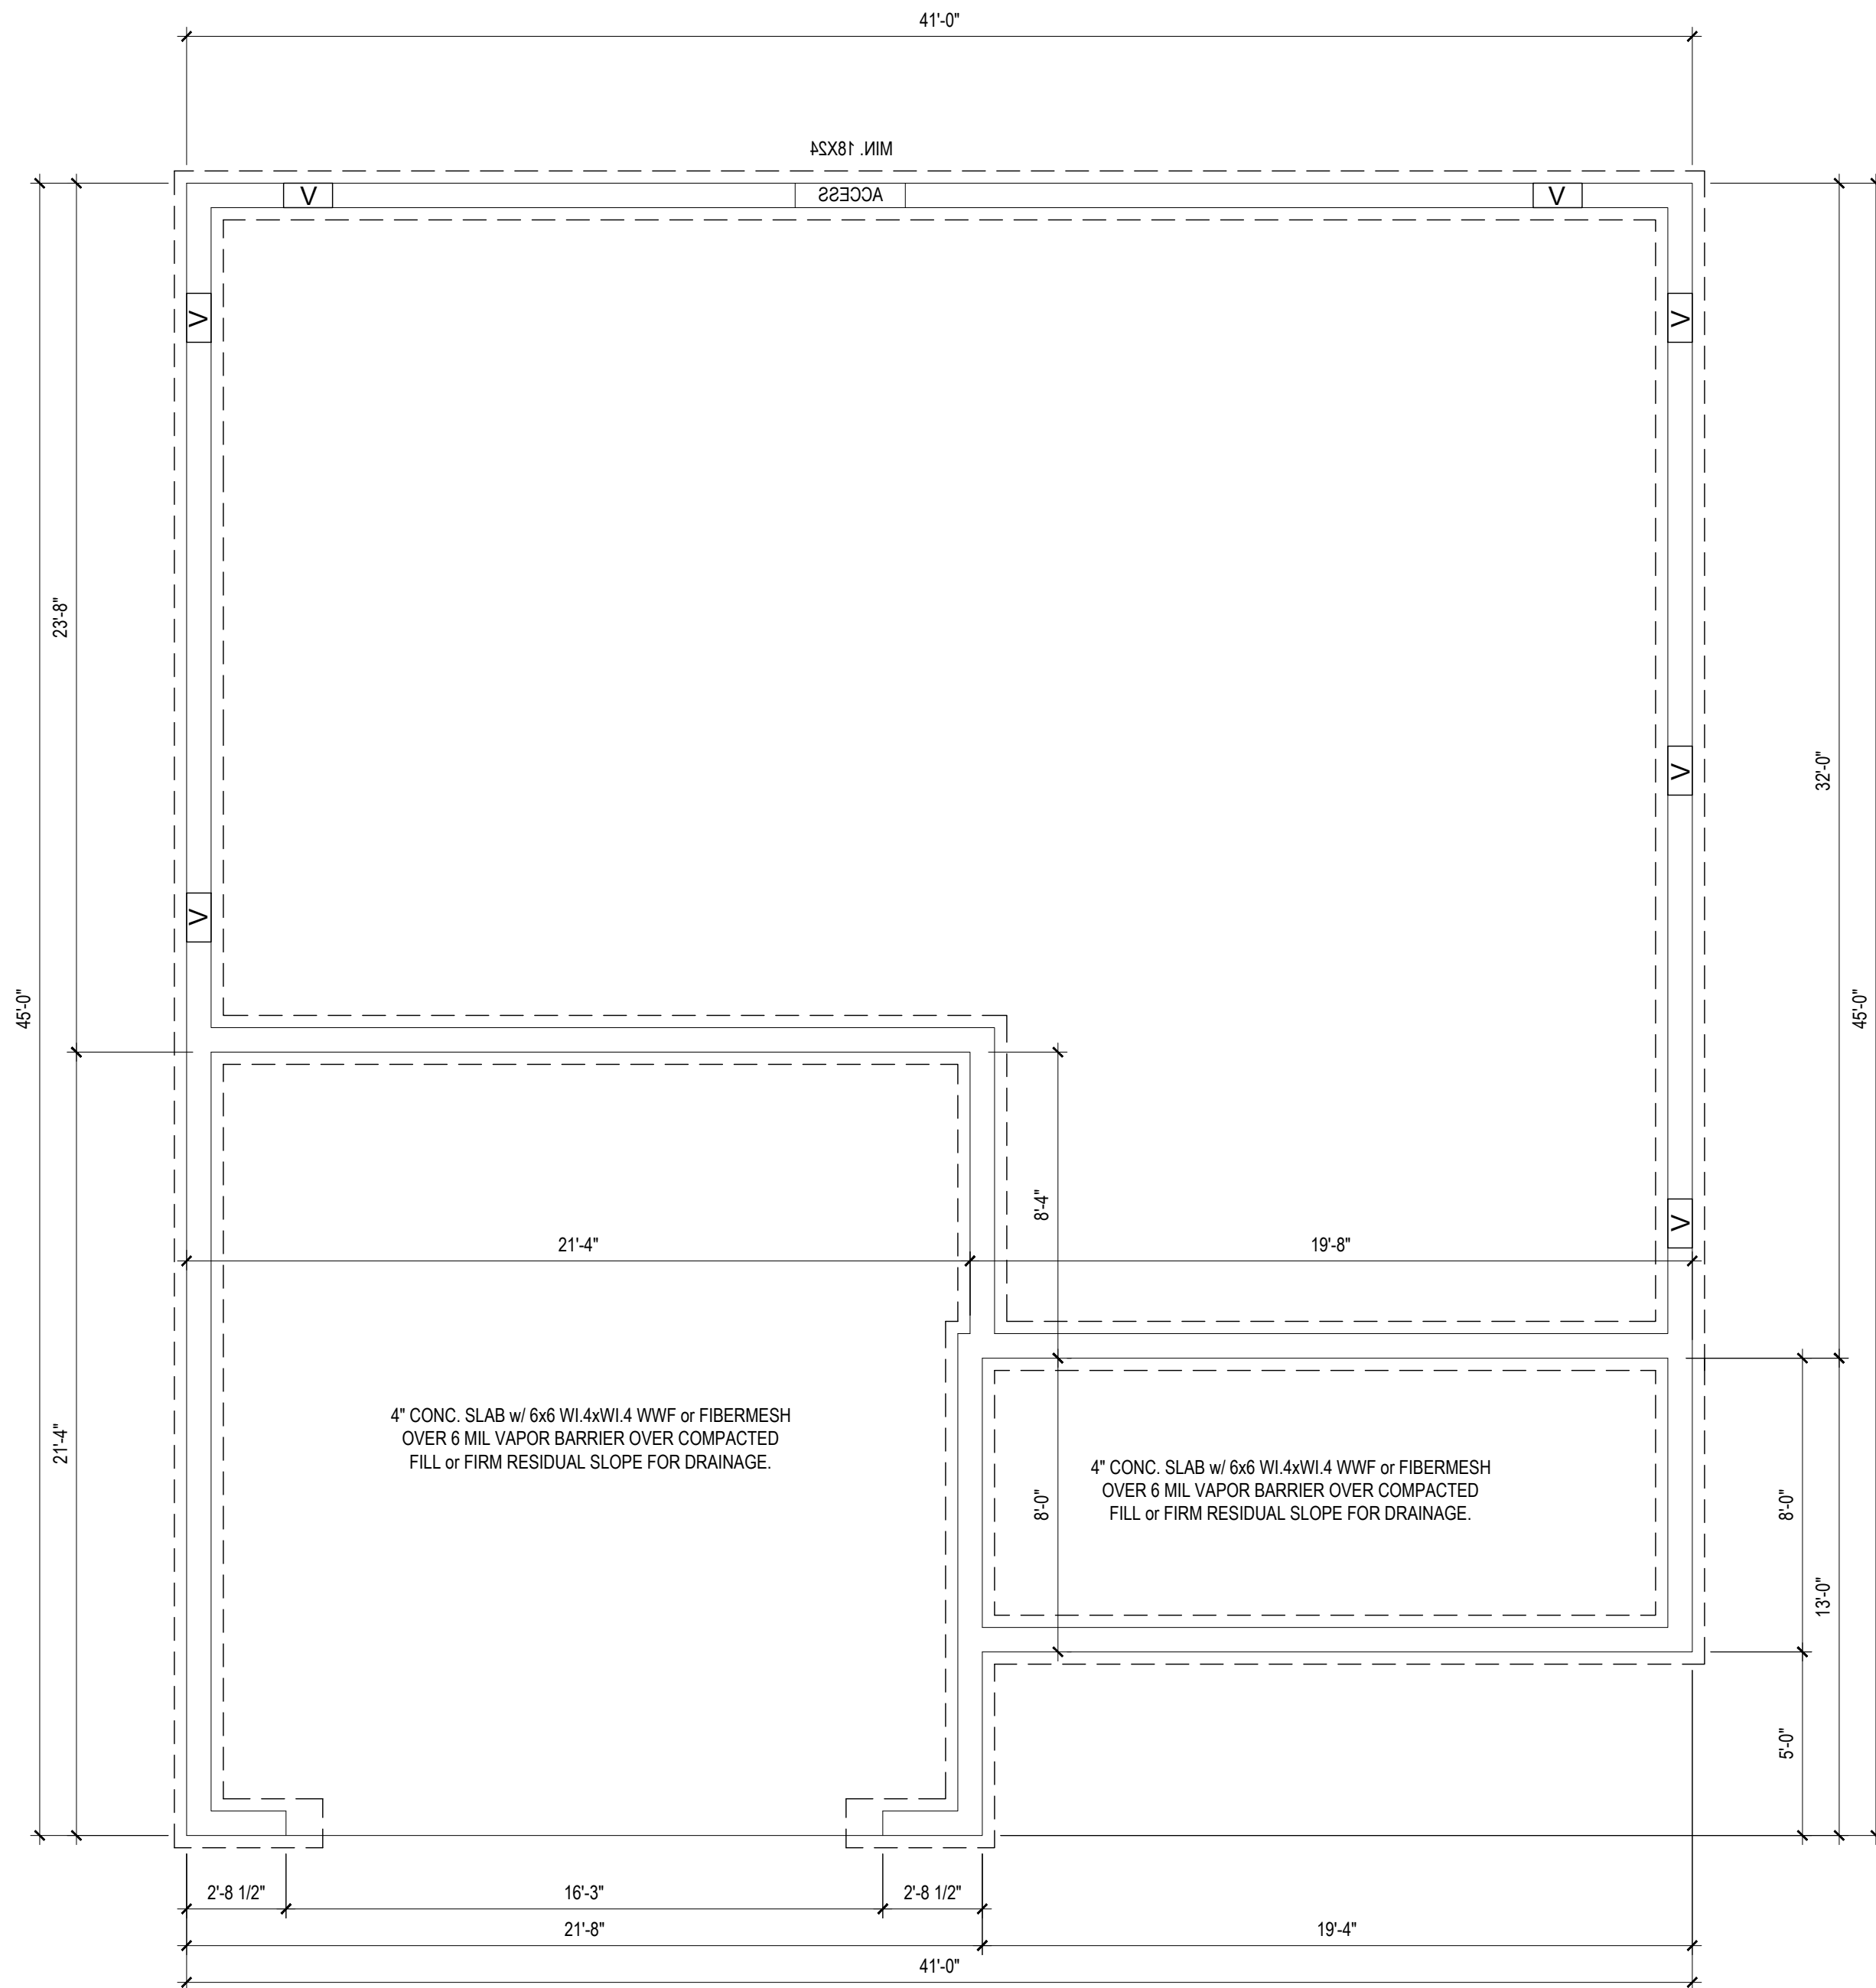 41'-0"
MIN. 18X24
V
ACCESS
V
V
V
23'-8"
32'-0"
V
V
45'-0"
45'-0"
8'-4"
V
21'-4"
19'-8"
21'-4"
4" CONC. SLAB w/ 6x6 WI.4xWI.4 WWF or FIBERMESH
OVER 6 MIL VAPOR BARRIER OVER COMPACTED
FILL or FIRM RESIDUAL SLOPE FOR DRAINAGE.
8'-0"
4" CONC. SLAB w/ 6x6 WI.4xWI.4 WWF or FIBERMESH
OVER 6 MIL VAPOR BARRIER OVER COMPACTED
FILL or FIRM RESIDUAL SLOPE FOR DRAINAGE.
8'-0"
13'-0"
5'-0"
2'-8 1/2"
16'-3"
2'-8 1/2"
21'-8"
19'-4"
41'-0"